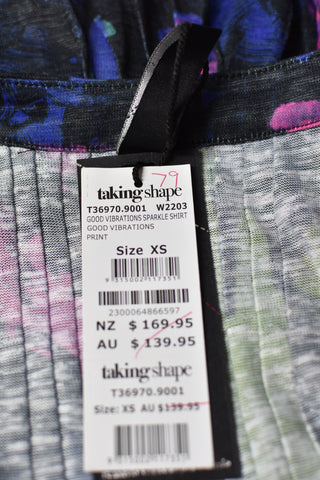 79
taking shape
T36970.9001 W2203
GOOD VIBRATIONS SPARKLE SHIRT
GOOD VIBRATIONS
PRINT
Size XS
9315002117331
2300064866597
NZ $ 169.95
AU $ 139.95
taking shape
T36970.9001
Size: XS AU $139.95